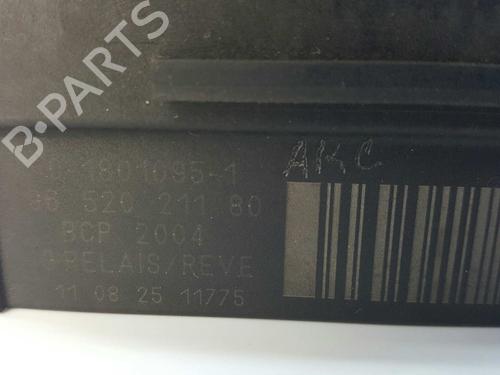 1801095-1
96 520 211 80
BCP 2004
RELAIS/REVE
11 08 25 11775
AKC
B-PARTS